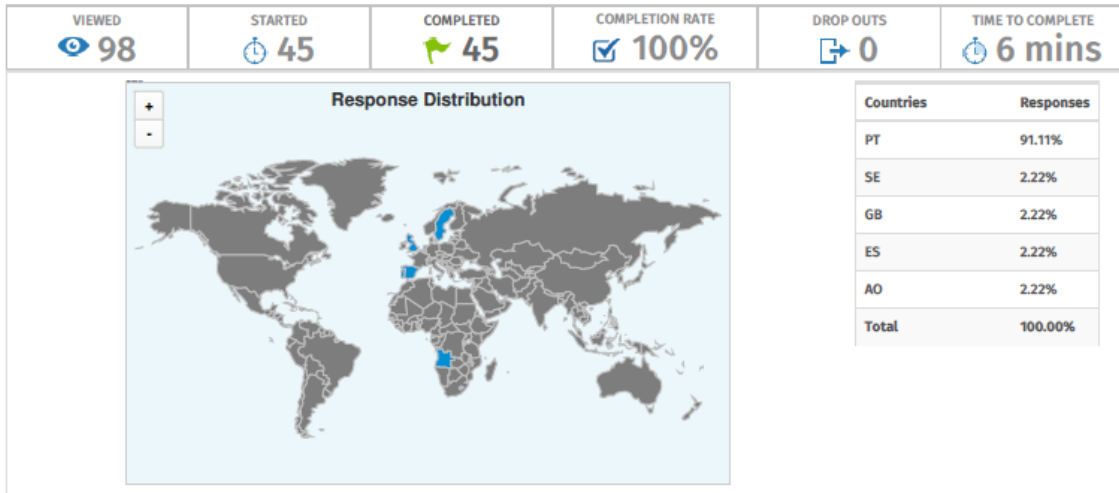 VIEWED
98
STARTED
45
COMPLETED
45
COMPLETION RATE
100%
DROP OUTS
0
TIME TO COMPLETE
6 mins
Response Distribution
+
-
Countries Responses
PT 91.11%
SE 2.22%
GB 2.22%
ES 2.22%
AO 2.22%
Total 100.00%